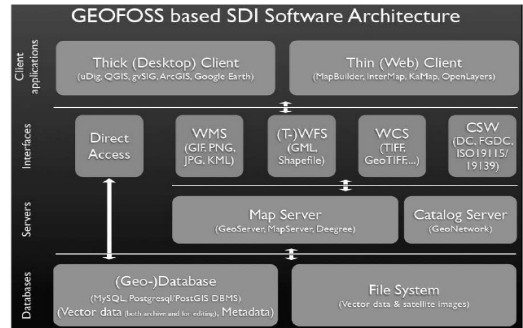 GEOFOSS based SDI Software Architecture
Client
applications
Thick (Desktop) Client
(uDig, QGIS, gvSIG, ArcGIS, Google Earth)
Thin (Web) Client
(MapBuilder, InterMap, KaMap, OpenLayers)
Interfaces
Direct
Access
WMS
(GIF, PNG,
JPG, KML)
(T-)WFS
(GML,
Shapefile)
WCS
(TIFF,
GeoTIFF,...)
CSW
(DC, FGDC,
ISO19115/
19139)
Servers
Map Server
(GeoServer, MapServer, Deegree)
Catalog Server
(GeoNetwork)
Databases
(Geo-)Database
(MySQL, Postgresql/PostGIS DBMS)
(Vector data (both archive and for editing), Metadata)
File System
(Vector data & satellite images)